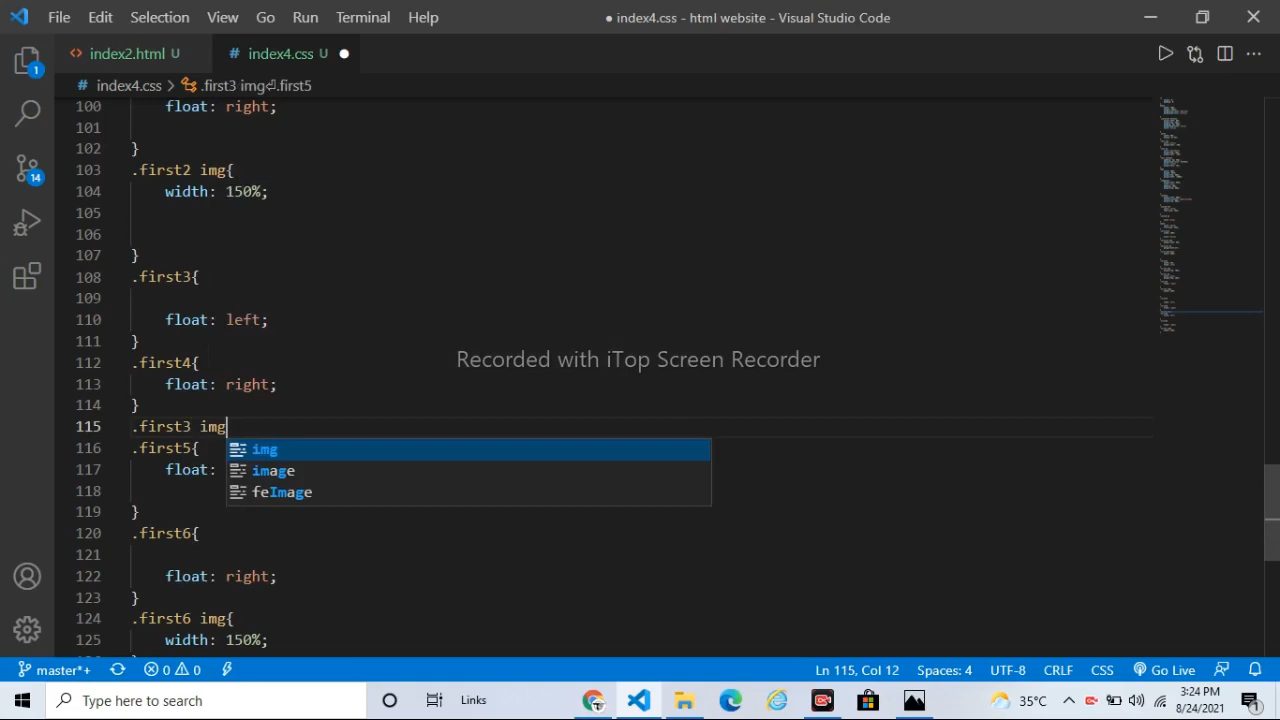 File Edit Selection View Go Run Terminal Help ● index4.css - html website - Visual Studio Code
<> index2.html U # index4.css U ●
# index4.css > .first3 img⏎.first5
100 float: right;
101
102 }
103 .first2 img{
104 width: 150%;
105
106
107 }
108 .first3{
109
110 float: left;
111 }
112 .first4{
113 float: right;
114 }
115 .first3 img
116 .first5{
117 float:
118
119 }
120 .first6{
121
122 float: right;
123 }
124 .first6 img{
125 width: 150%;
img
image
feImage
Recorded with iTop Screen Recorder
1
14
master*+ 0 0 Ln 115, Col 12 Spaces: 4 UTF-8 CRLF CSS Go Live
Type here to search Links 35°C 3:24 PM
8/24/2021 1